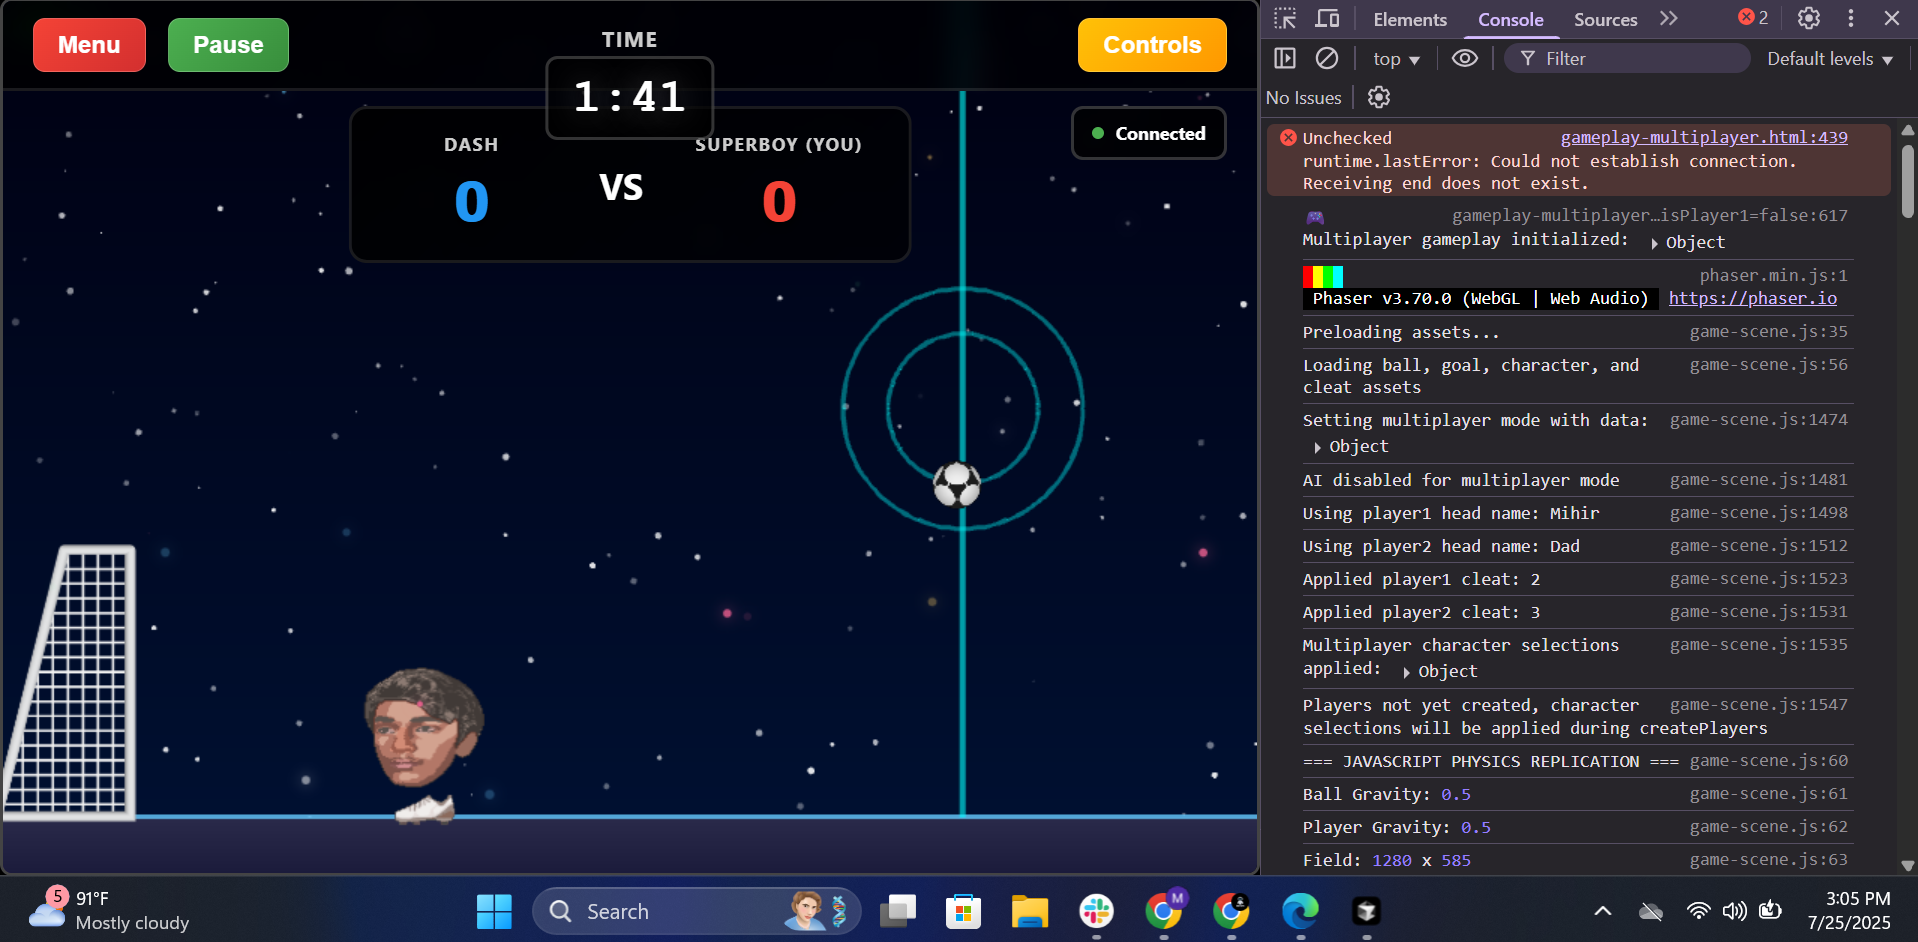 Menu
Pause
TIME
1:41
Controls
DASH
SUPERBOY (YOU)
0
VS
0
Connected
Elements
Console
Sources
2
top
Filter
Default levels
No Issues
Unchecked gameplay-multiplayer.html:439
runtime.lastError: Could not establish connection.
Receiving end does not exist.
gameplay-multiplayer…isPlayer1=false:617
Multiplayer gameplay initialized: Object
phaser.min.js:1
Phaser v3.70.0 (WebGL | Web Audio) https://phaser.io
Preloading assets... game-scene.js:35
Loading ball, goal, character, and game-scene.js:56
cleat assets
Setting multiplayer mode with data: game-scene.js:1474
Object
AI disabled for multiplayer mode game-scene.js:1481
Using player1 head name: Mihir game-scene.js:1498
Using player2 head name: Dad game-scene.js:1512
Applied player1 cleat: 2 game-scene.js:1523
Applied player2 cleat: 3 game-scene.js:1531
Multiplayer character selections game-scene.js:1535
applied: Object
Players not yet created, character game-scene.js:1547
selections will be applied during createPlayers
=== JAVASCRIPT PHYSICS REPLICATION === game-scene.js:60
Ball Gravity: 0.5 game-scene.js:61
Player Gravity: 0.5 game-scene.js:62
Field: 1280 x 585 game-scene.js:63
5
91°F
Mostly cloudy
Search
M
3:05 PM
7/25/2025